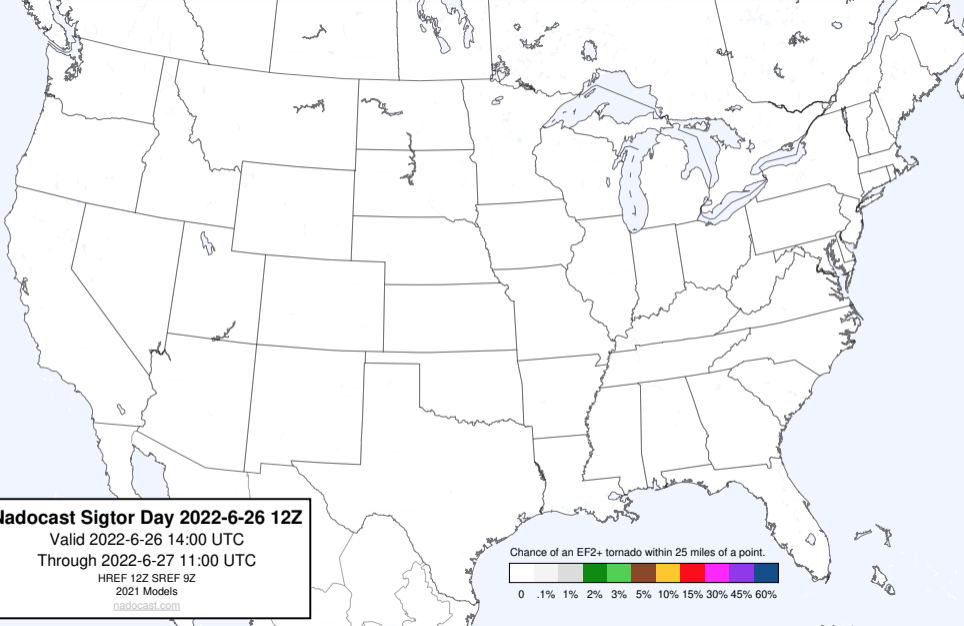 Nadocast Sigtor Day 2022-6-26 12Z
Valid 2022-6-26 14:00 UTC
Through 2022-6-27 11:00 UTC
HREF 12Z SREF 9Z
2021 Models
nadocast.com
Chance of an EF2+ tornado within 25 miles of a point.
0 .1% 1% 2% 3% 5% 10% 15% 30% 45% 60%